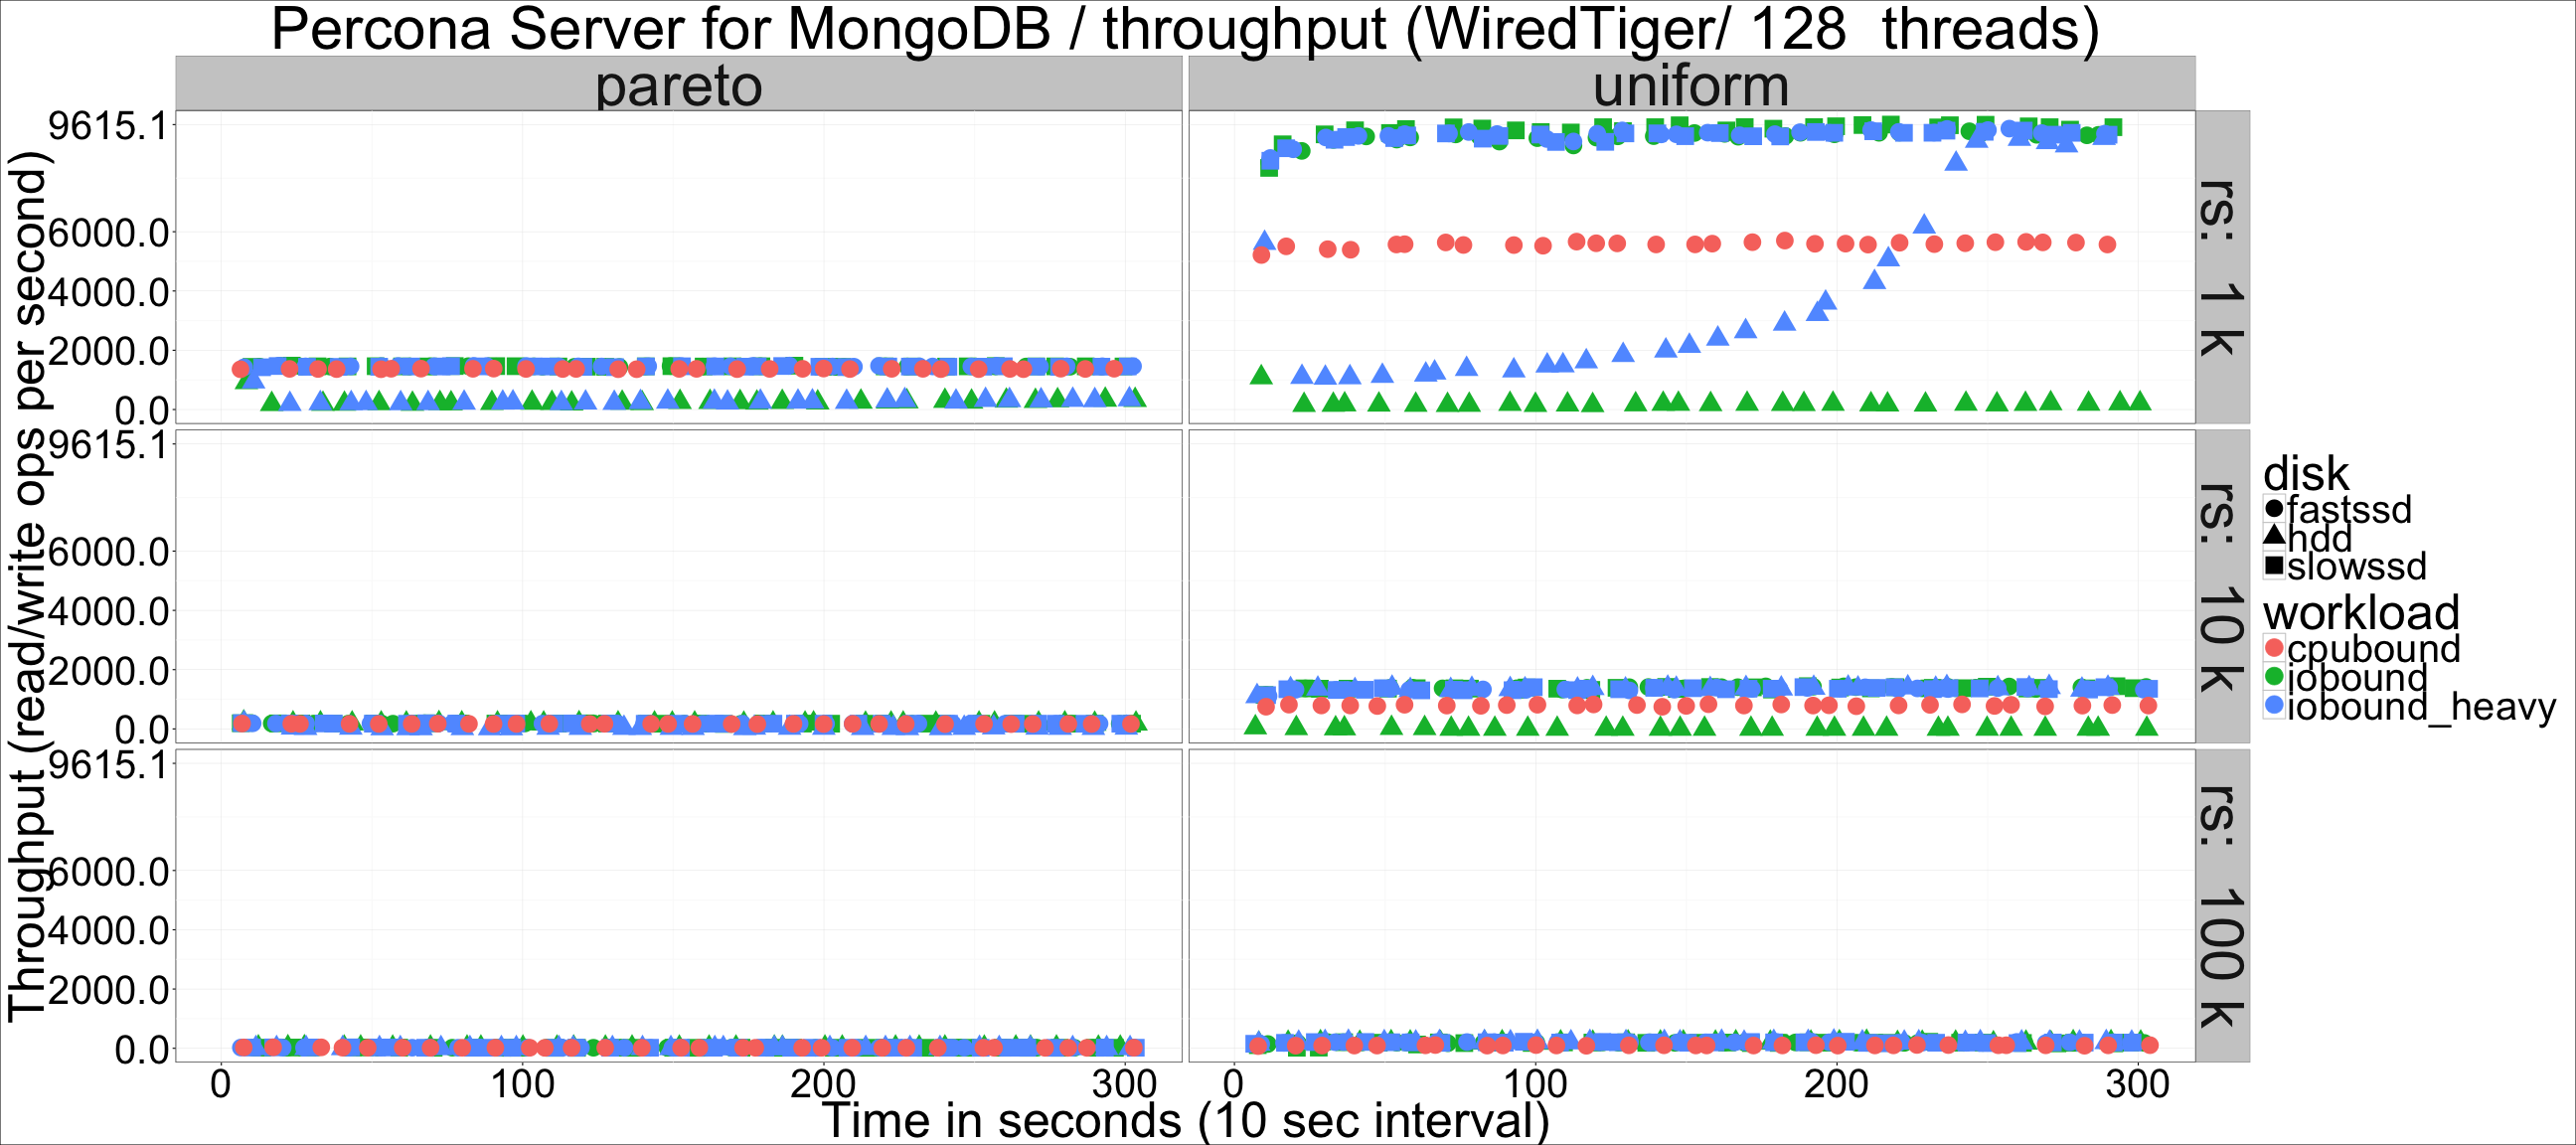 Percona Server for MongoDB / throughput (WiredTiger/ 128 threads)
pareto
uniform
Throughput (read/write ops per second)
9615.1
6000.0
4000.0
2000.0
0.0
rs: 1 k
9615.1
6000.0
4000.0
2000.0
0.0
rs: 10 k
9615.1
6000.0
4000.0
2000.0
0.0
rs: 100 k
0 100 200 300
0 100 200 300
Time in seconds (10 sec interval)
disk
fastssd
hdd
slowssd
workload
cpubound
iobound
iobound_heavy